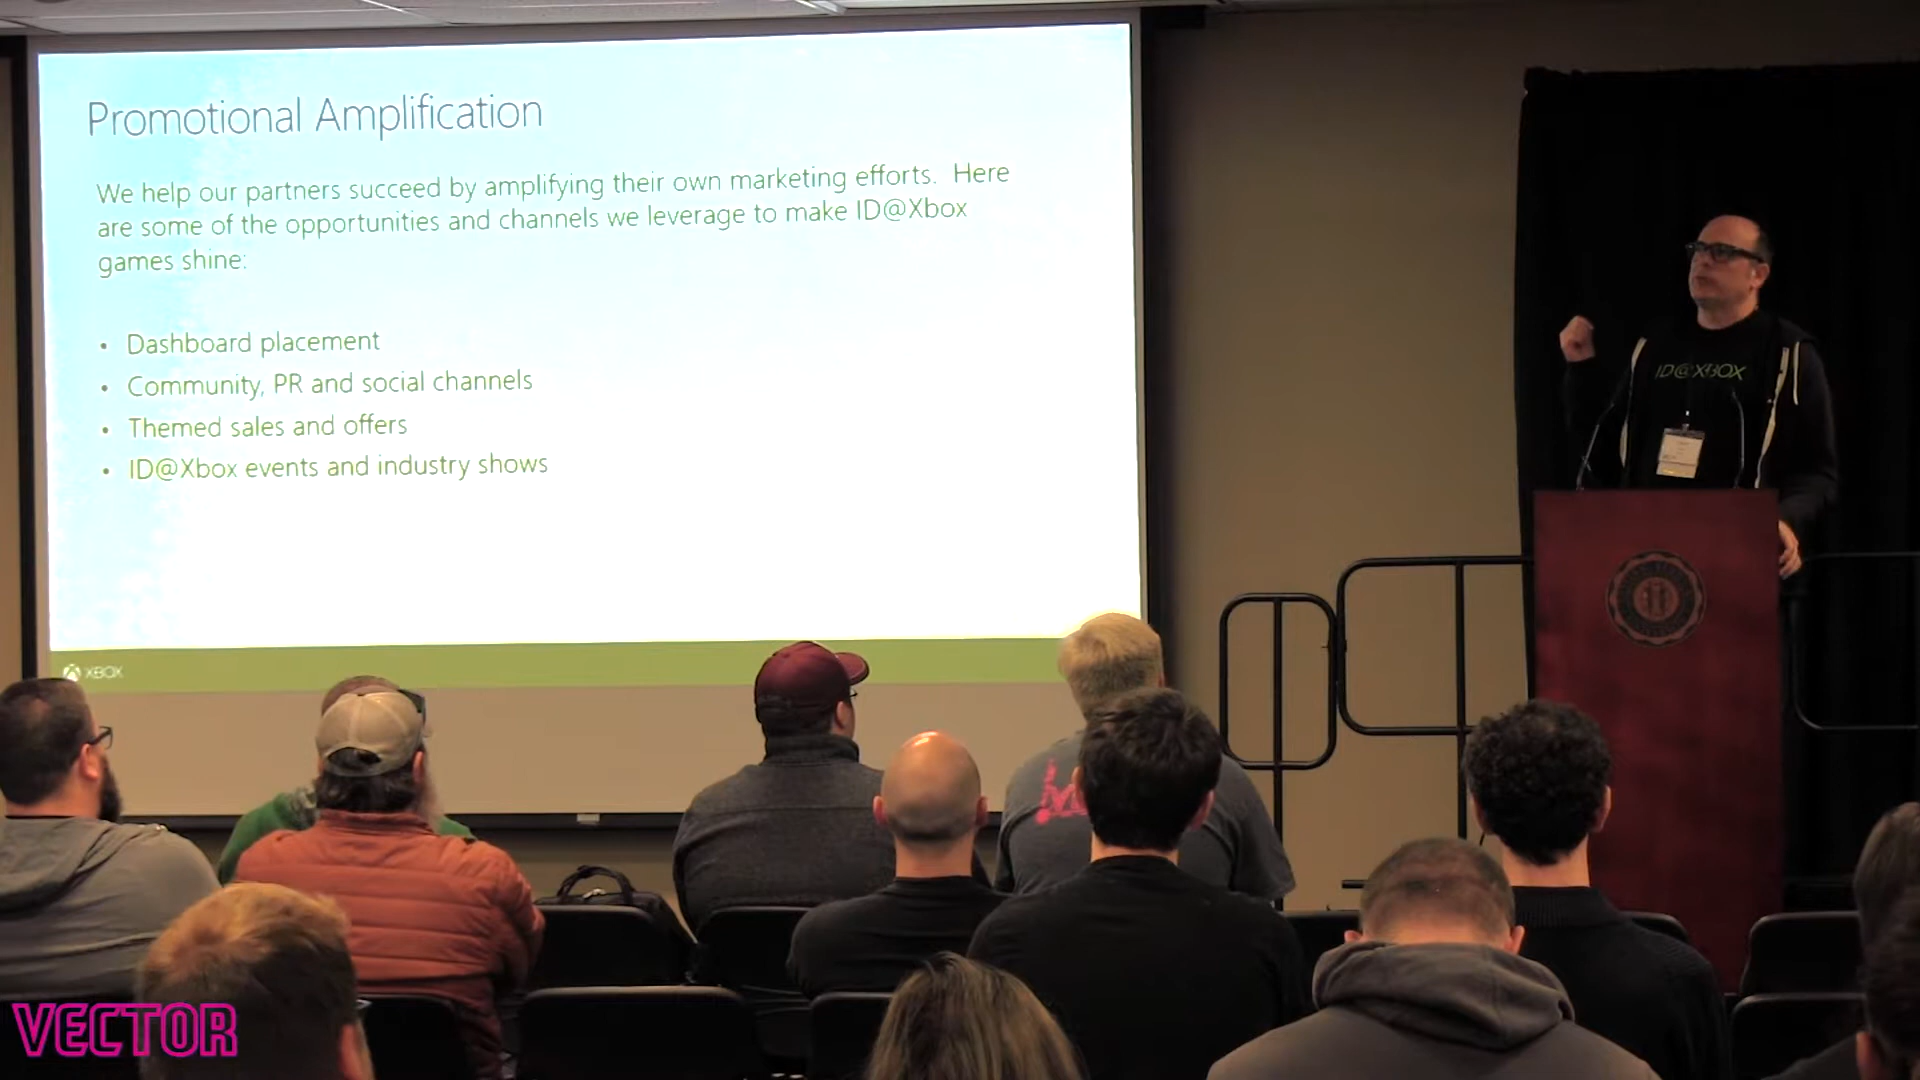 Promotional Amplification
We help our partners succeed by amplifying their own marketing efforts. Here
are some of the opportunities and channels we leverage to make ID@Xbox
games shine:
• Dashboard placement
• Community, PR and social channels
• Themed sales and offers
• ID@Xbox events and industry shows
XBOX
ID@XBOX
VECTOR